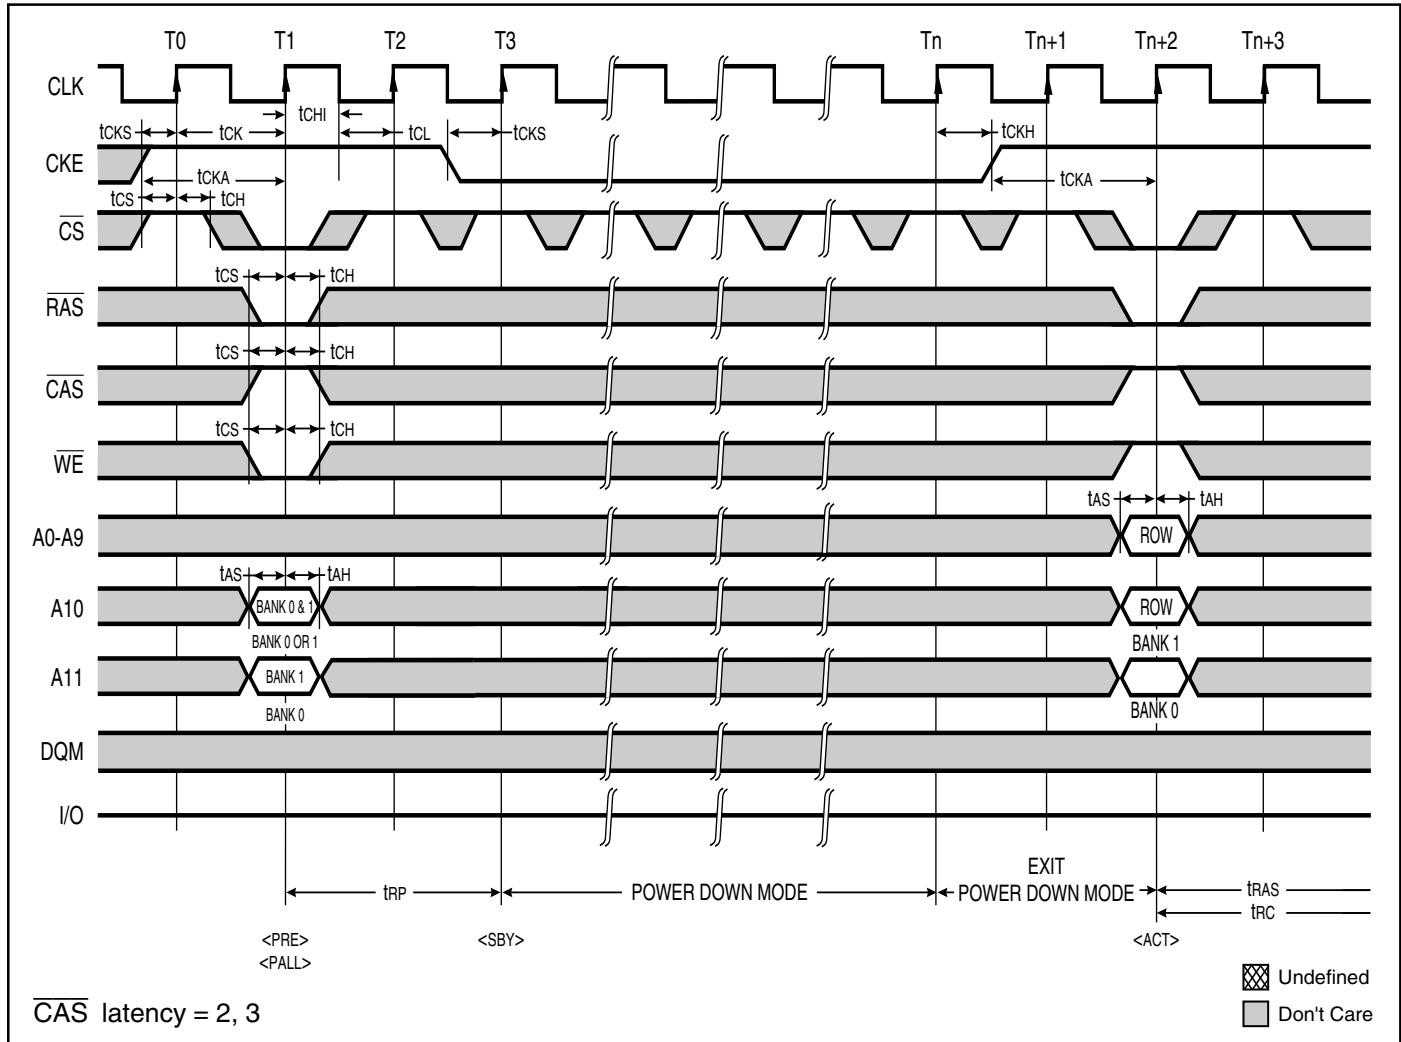 T0 T1 T2 T3 Tn Tn+1 Tn+2 Tn+3
CLK
tCHI
tCKS tCK tCL tCKS tCKH
CKE
tCKA tCKA
tCS tCH
CS
tCS tCH
RAS
tCS tCH
CAS
tCS tCH
WE
tAS tAH
A0-A9 ROW
tAS tAH
A10 BANK 0 & 1 ROW
BANK 0 OR 1 BANK 1
A11 BANK 1
BANK 0 BANK 0
DQM
I/O
EXIT
tRP POWER DOWN MODE POWER DOWN MODE tRAS
tRC
<PRE> <SBY> <ACT>
<PALL>
Undefined
CAS latency = 2, 3 Don't Care